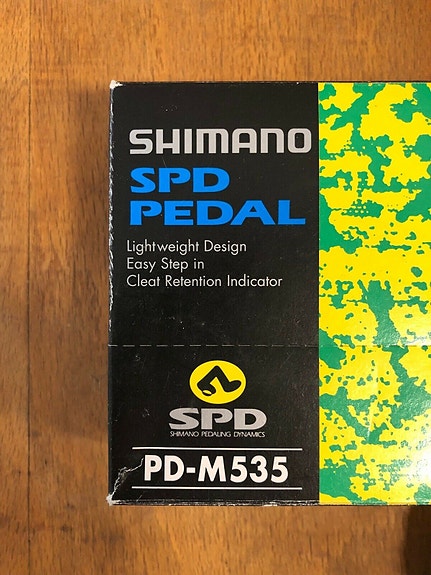 SHIMANO
SPD
PEDAL
Lightweight Design
Easy Step in
Cleat Retention Indicator
SPD
SHIMANO PEDALING DYNAMICS
PD-M535